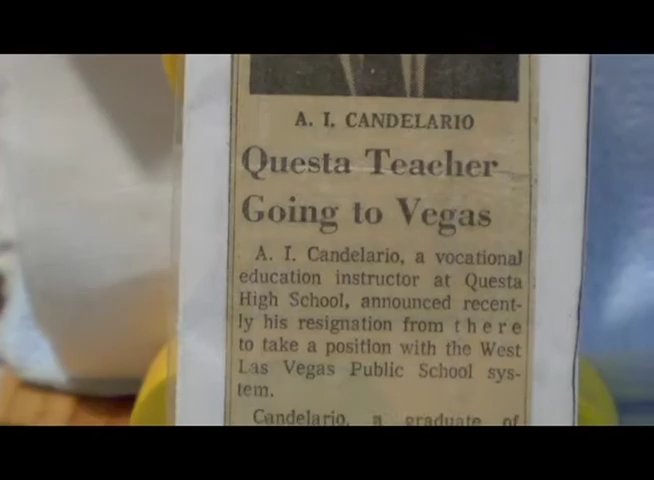 A. I. CANDELARIO
Questa Teacher
Going to Vegas
A. I. Candelario, a vocational
education instructor at Questa
High School, announced recent-
ly his resignation from there
to take a position with the West
Las Vegas Public School sys-
tem.
Candelario, a graduate of